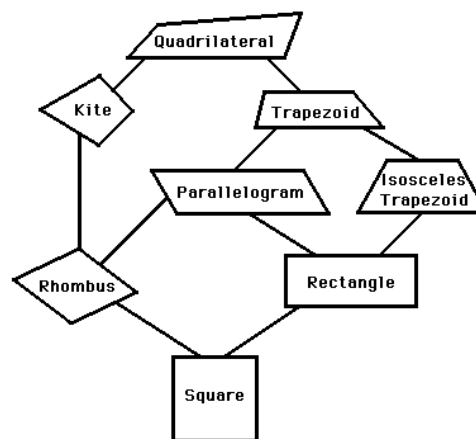 Quadrilateral
Kite
Trapezoid
Parallelogram
Isosceles
Trapezoid
Rhombus
Rectangle
Square